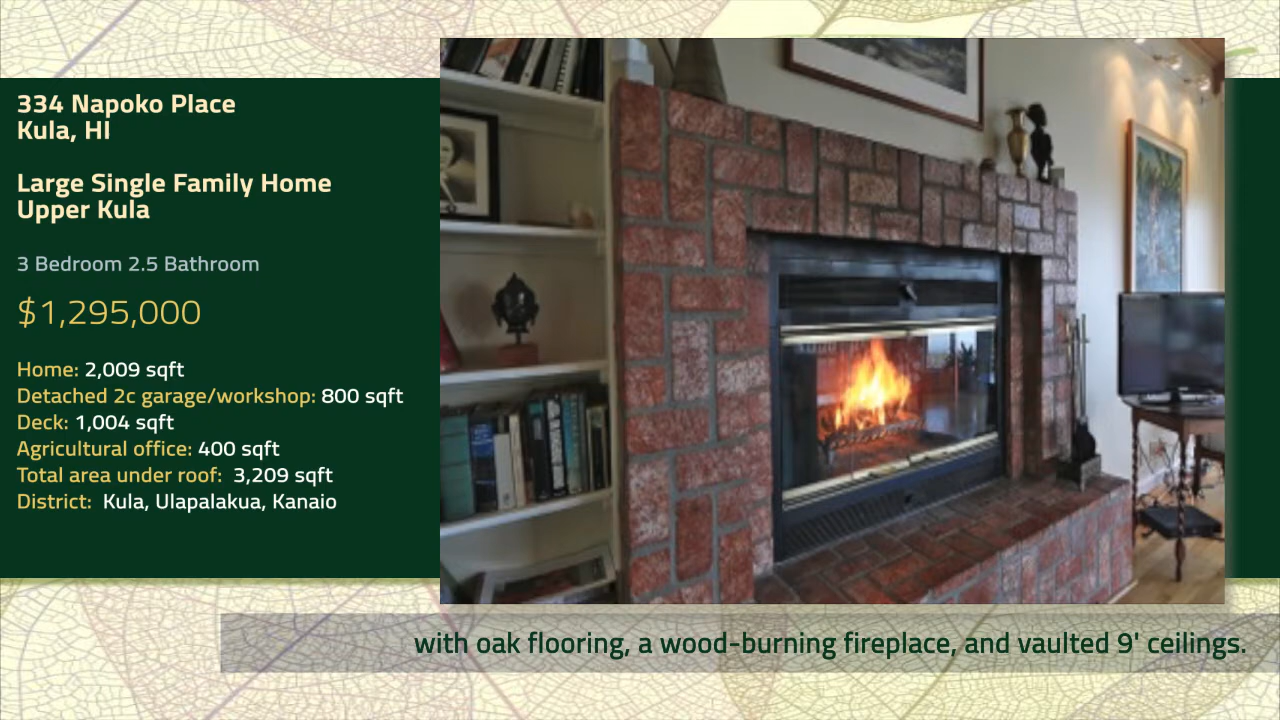 334 Napoko Place
Kula, HI
Large Single Family Home
Upper Kula
3 Bedroom 2.5 Bathroom
$1,295,000
Home: 2,009 sqft
Detached 2c garage/workshop: 800 sqft
Deck: 1,004 sqft
Agricultural office: 400 sqft
Total area under roof: 3,209 sqft
District: Kula, Ulapalakua, Kanaio
with oak flooring, a wood-burning fireplace, and vaulted 9' ceilings.